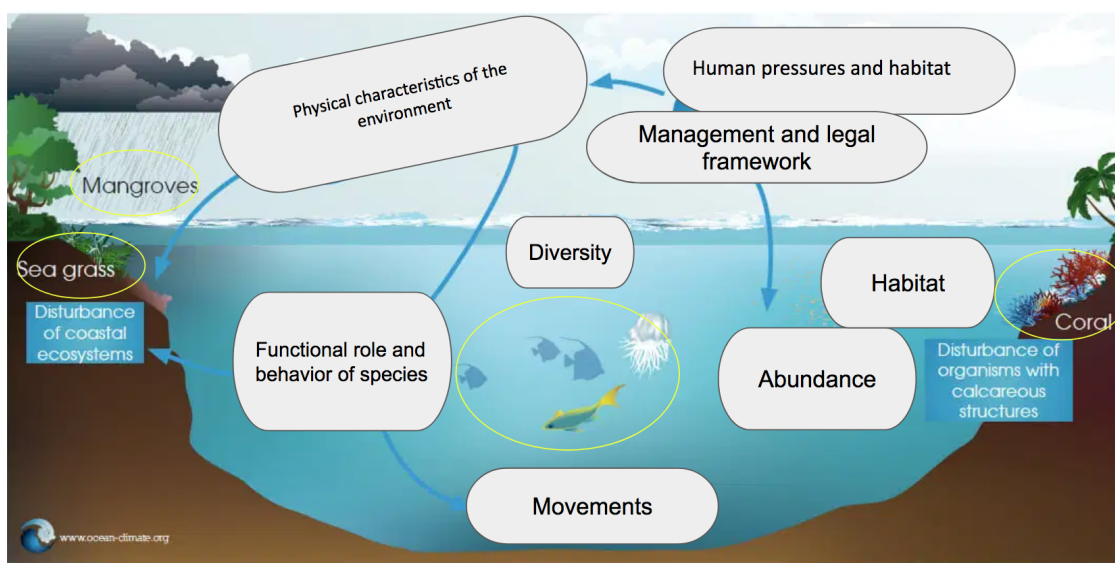 Physical characteristics of the
environment
Human pressures and habitat
Management and legal
framework
Mangroves
Sea grass
Disturbance
of coastal
ecosystems
Diversity
Habitat
Coral
Functional role and
behavior of species
Abundance
Disturbance of
organisms with
calcareous
structures
Movements
www.ocean-climate.org